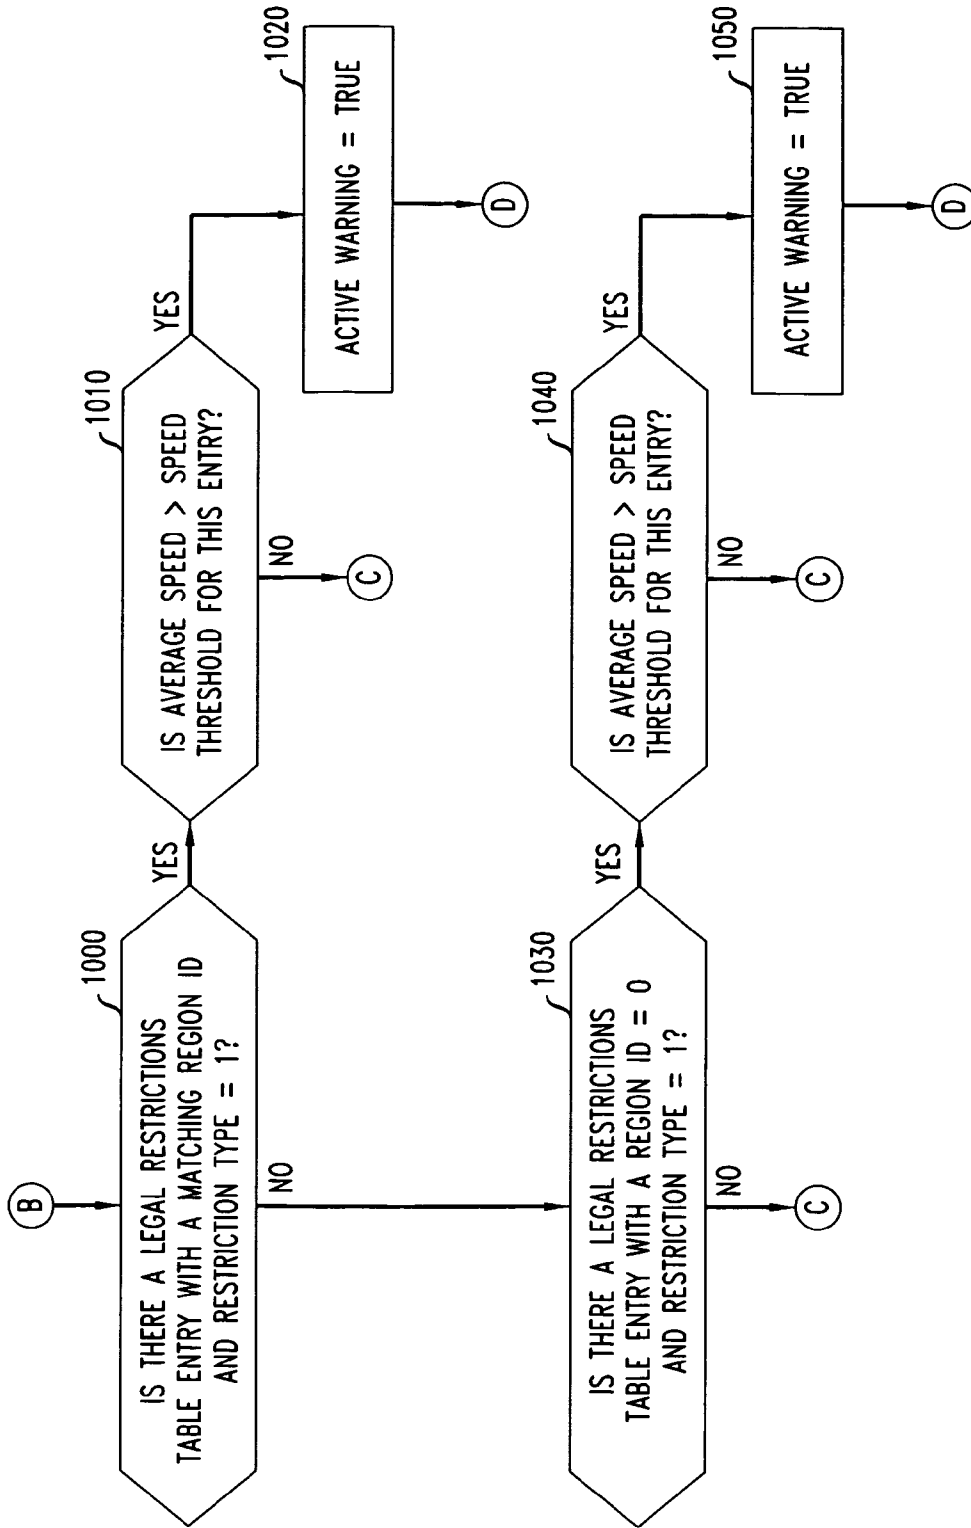 B
1000
IS THERE A LEGAL RESTRICTIONS
TABLE ENTRY WITH A MATCHING REGION ID
AND RESTRICTION TYPE = 1?
YES
NO
1010
IS AVERAGE SPEED > SPEED
THRESHOLD FOR THIS ENTRY?
YES
NO
C
1020
ACTIVE WARNING = TRUE
D
1030
IS THERE A LEGAL RESTRICTIONS
TABLE ENTRY WITH A REGION ID = 0
AND RESTRICTION TYPE = 1?
YES
NO
C
1040
IS AVERAGE SPEED > SPEED
THRESHOLD FOR THIS ENTRY?
YES
NO
C
1050
ACTIVE WARNING = TRUE
D